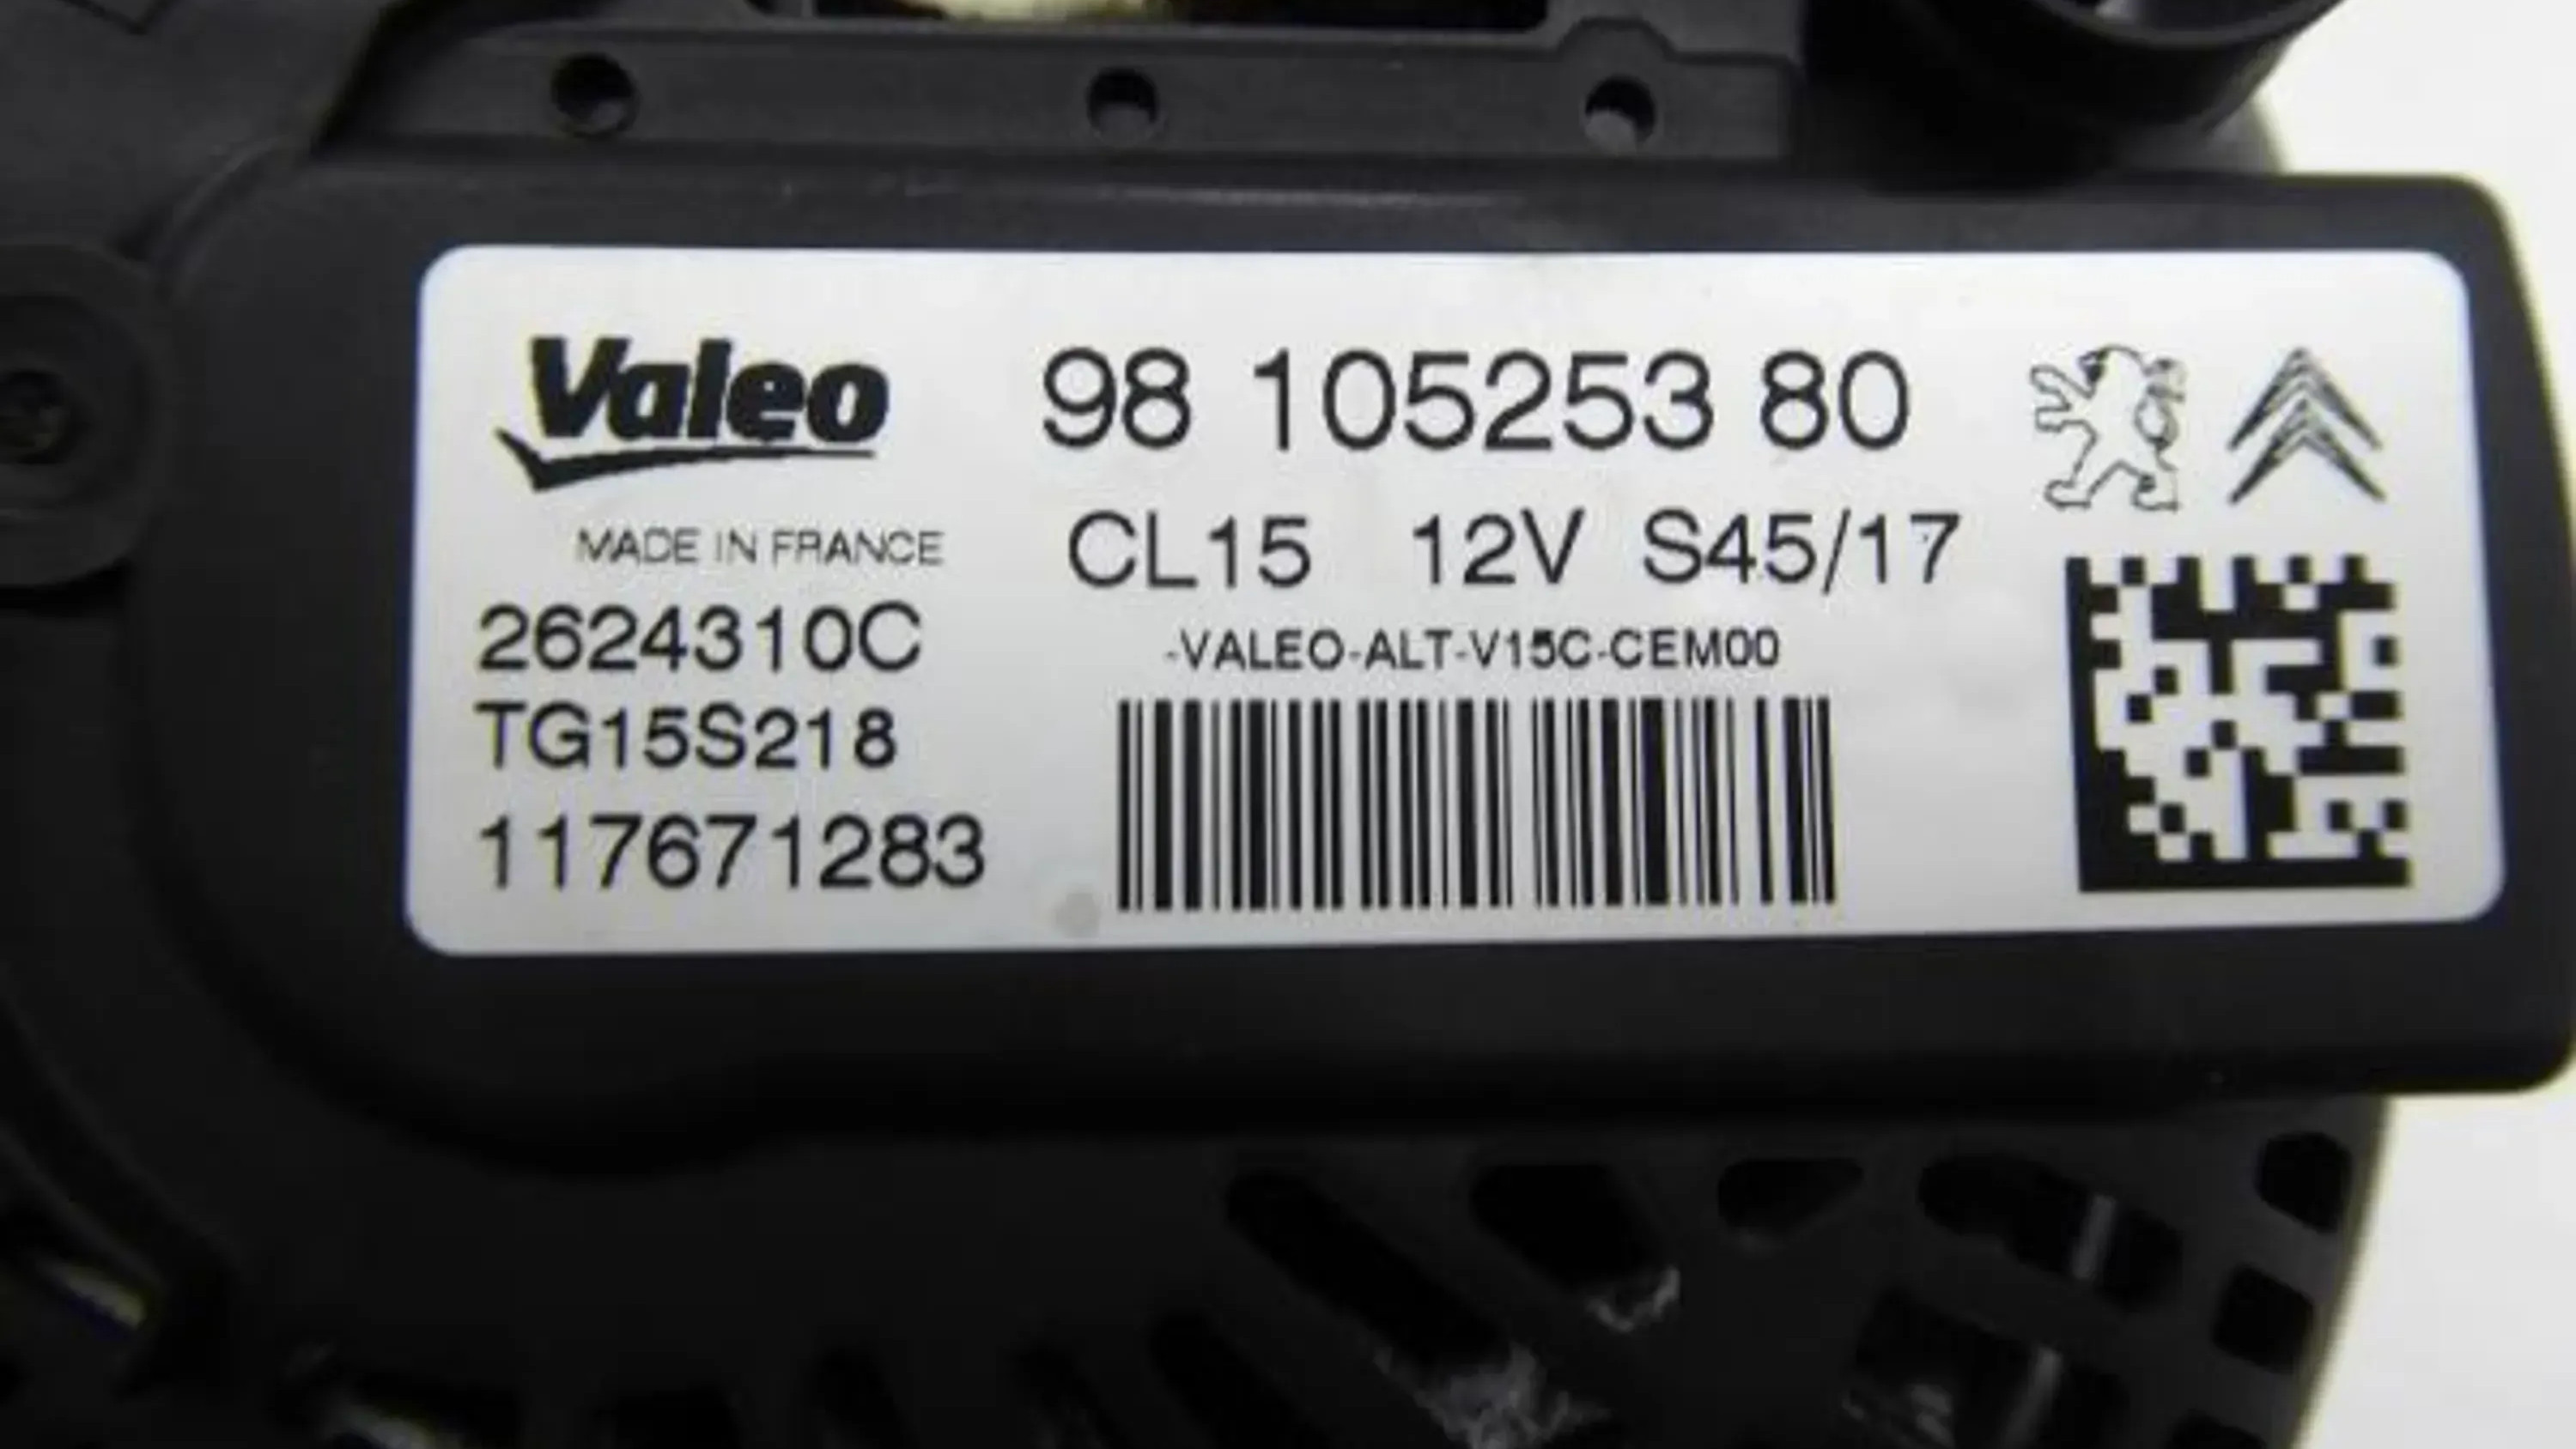 Valeo 98 105253 80
CL15 12V S45/17
MADE IN FRANCE
2624310C
-VALEO-ALT-V15C-CEM00
TG15S218
117671283